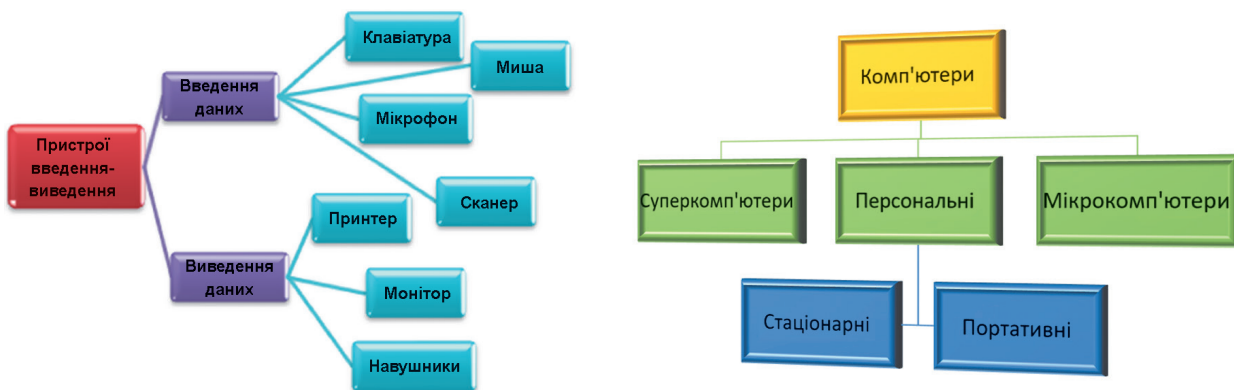 Пристрої
введення-
виведення
Введення
даних
Клавіатура
Миша
Мікрофон
Сканер
Виведення
даних
Принтер
Монітор
Навушники
Комп'ютери
Суперкомп'ютери
Персональні
Мікрокомп'ютери
Стаціонарні
Портативні